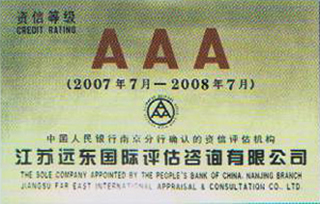 资信等级
CREDIT RATING
AAA
(2007年7月—2008年7月)
中国人民银行南京分行确认的资信评估机构
江苏远东国际评估咨询有限公司
THE SOLE COMPANY APPOINTED BY THE PEOPLE'S BANK OF CHINA. NANJING BRANCH
JIANGSU FAR EAST INTERNATIONAL APPRAISAL & CONSULTATION CO., LTD.